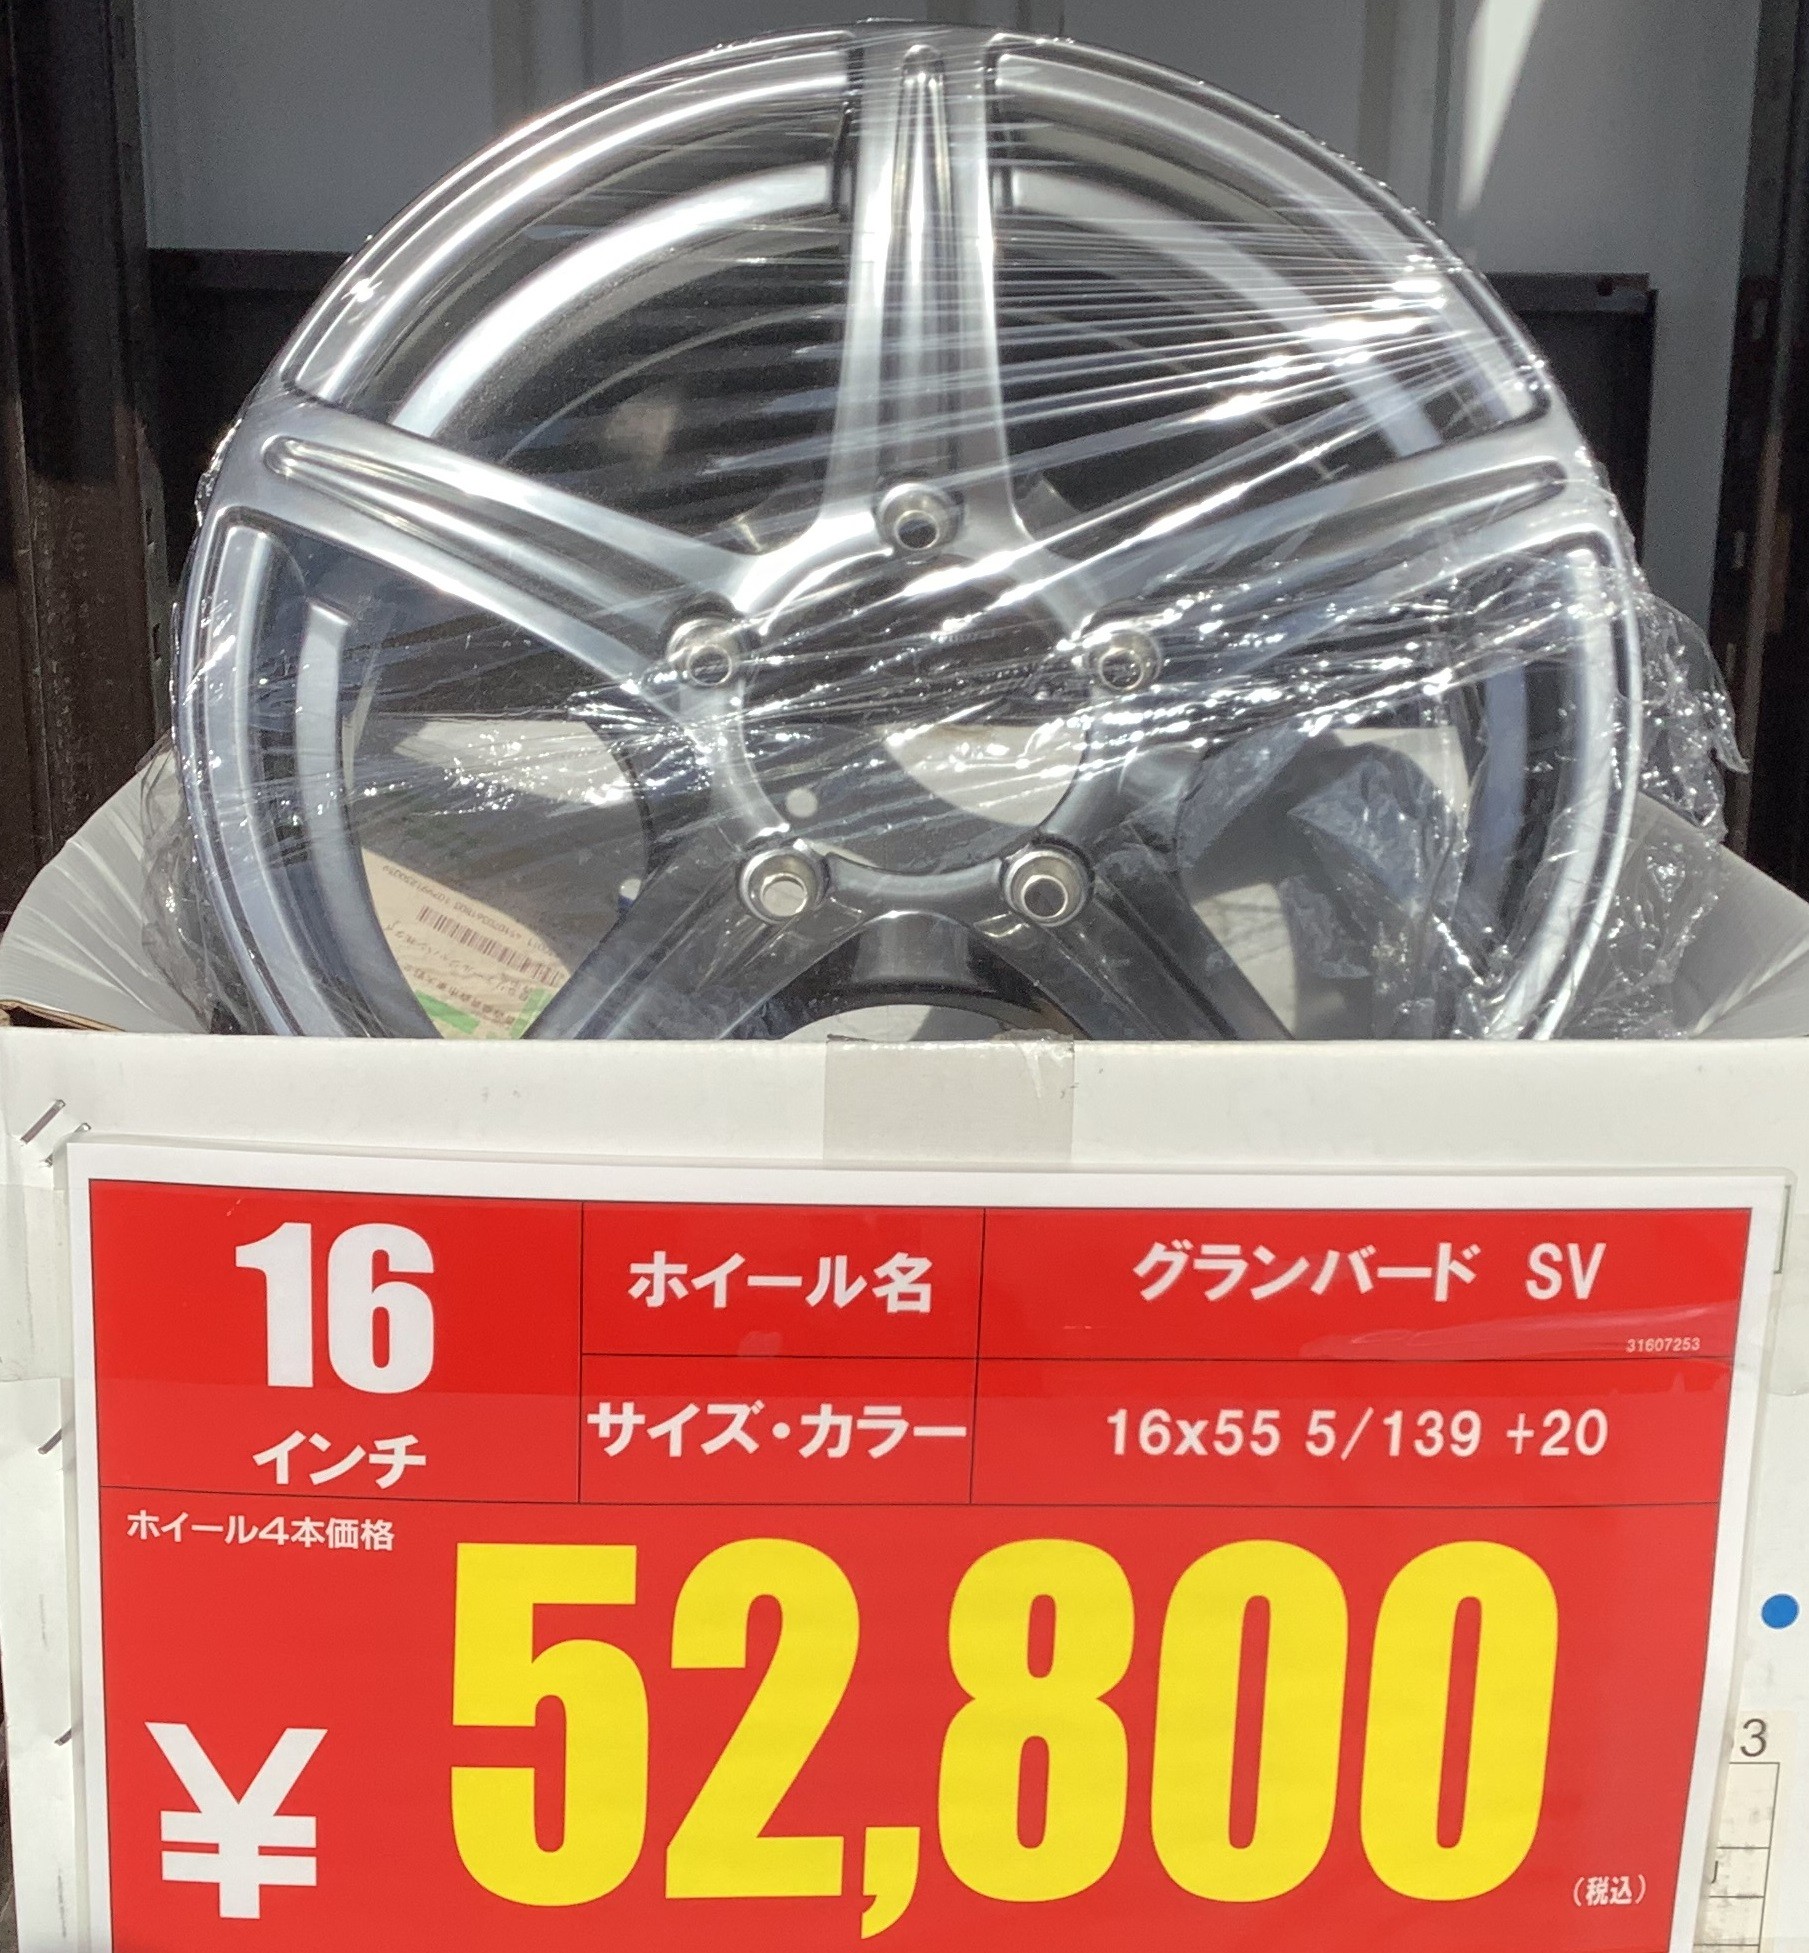 16
インチ
ホイール名
グランバード SV
31607253
サイズ・カラー
16x55 5/139 +20
ホイール4本価格
¥52,800
(税込)
3